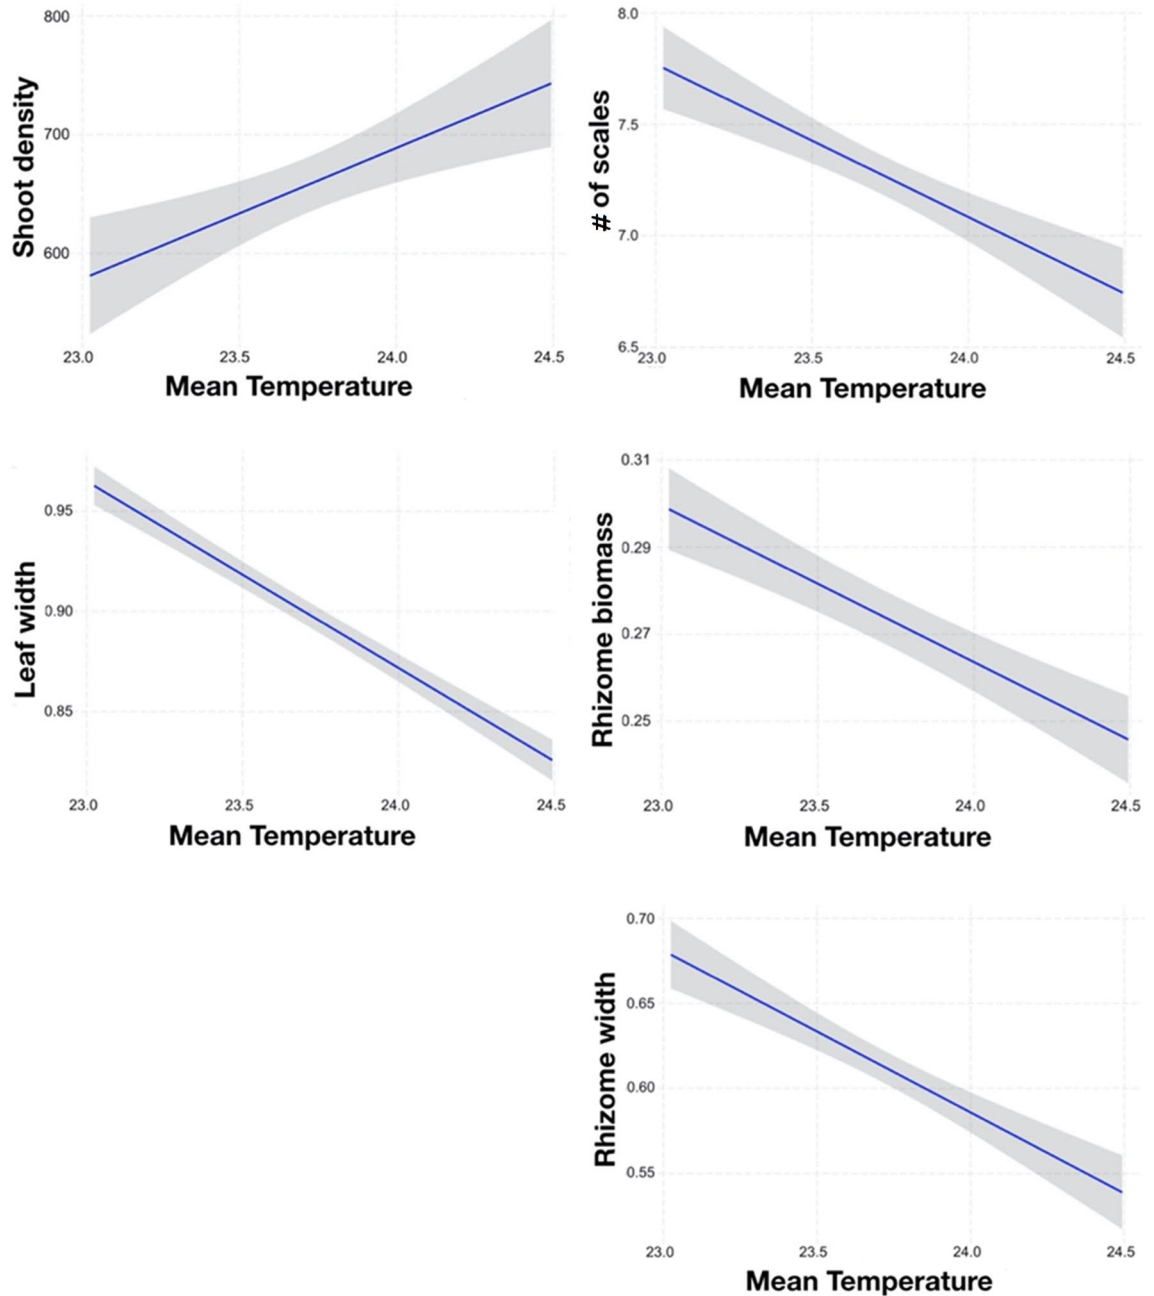 800
700
600
Shoot density
23.0 23.5 24.0 24.5
Mean Temperature
8.0
7.5
7.0
6.5
# of scales
23.0 23.5 24.0 24.5
Mean Temperature
0.95
0.90
0.85
Leaf width
23.0 23.5 24.0 24.5
Mean Temperature
0.31
0.29
0.27
0.25
Rhizome biomass
23.0 23.5 24.0 24.5
Mean Temperature
0.70
0.65
0.60
0.55
Rhizome width
23.0 23.5 24.0 24.5
Mean Temperature